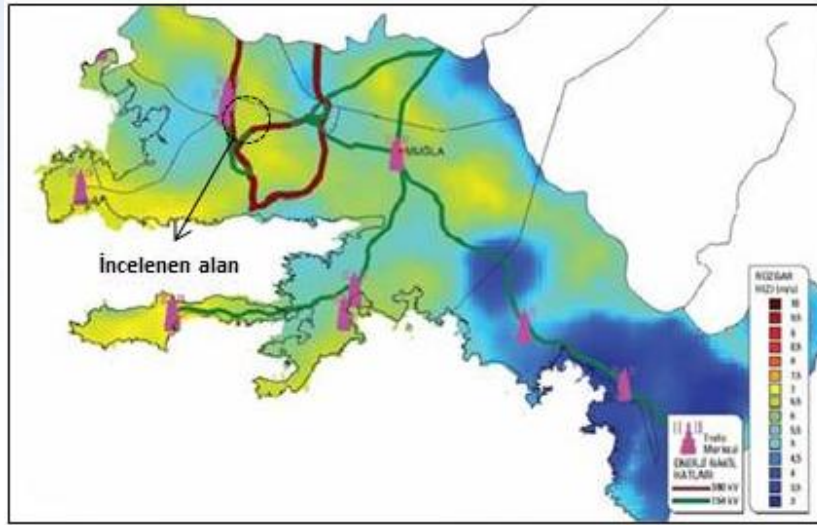 MUĞLA
İncelenen alan
RÜZGAR
HIZI (m/s)
10
9,5
9
8,5
8
7,5
7
6,5
6
5,5
5
4,5
4
3,5
3
Trafo
Merkezi
ENERJİ NAKİL
HATLARI
380 kV
154 kV